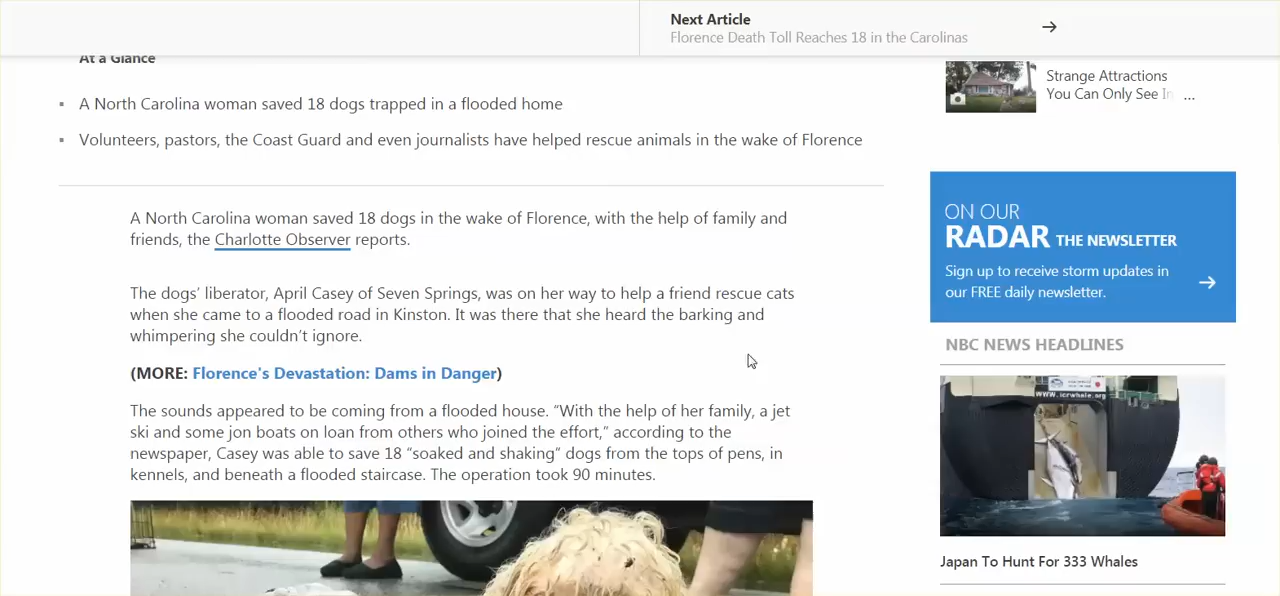 Next Article
Florence Death Toll Reaches 18 in the Carolinas
At a Glance
▪ A North Carolina woman saved 18 dogs trapped in a flooded home
▪ Volunteers, pastors, the Coast Guard and even journalists have helped rescue animals in the wake of Florence
A North Carolina woman saved 18 dogs in the wake of Florence, with the help of family and
friends, the Charlotte Observer reports.
The dogs’ liberator, April Casey of Seven Springs, was on her way to help a friend rescue cats
when she came to a flooded road in Kinston. It was there that she heard the barking and
whimpering she couldn’t ignore.
(MORE: Florence's Devastation: Dams in Danger)
The sounds appeared to be coming from a flooded house. “With the help of her family, a jet
ski and some jon boats on loan from others who joined the effort,” according to the
newspaper, Casey was able to save 18 “soaked and shaking” dogs from the tops of pens, in
kennels, and beneath a flooded staircase. The operation took 90 minutes.
Strange Attractions
You Can Only See In ...
ON OUR
RADAR THE NEWSLETTER
Sign up to receive storm updates in
our FREE daily newsletter.
NBC NEWS HEADLINES
www.icrwhale.org
Japan To Hunt For 333 Whales